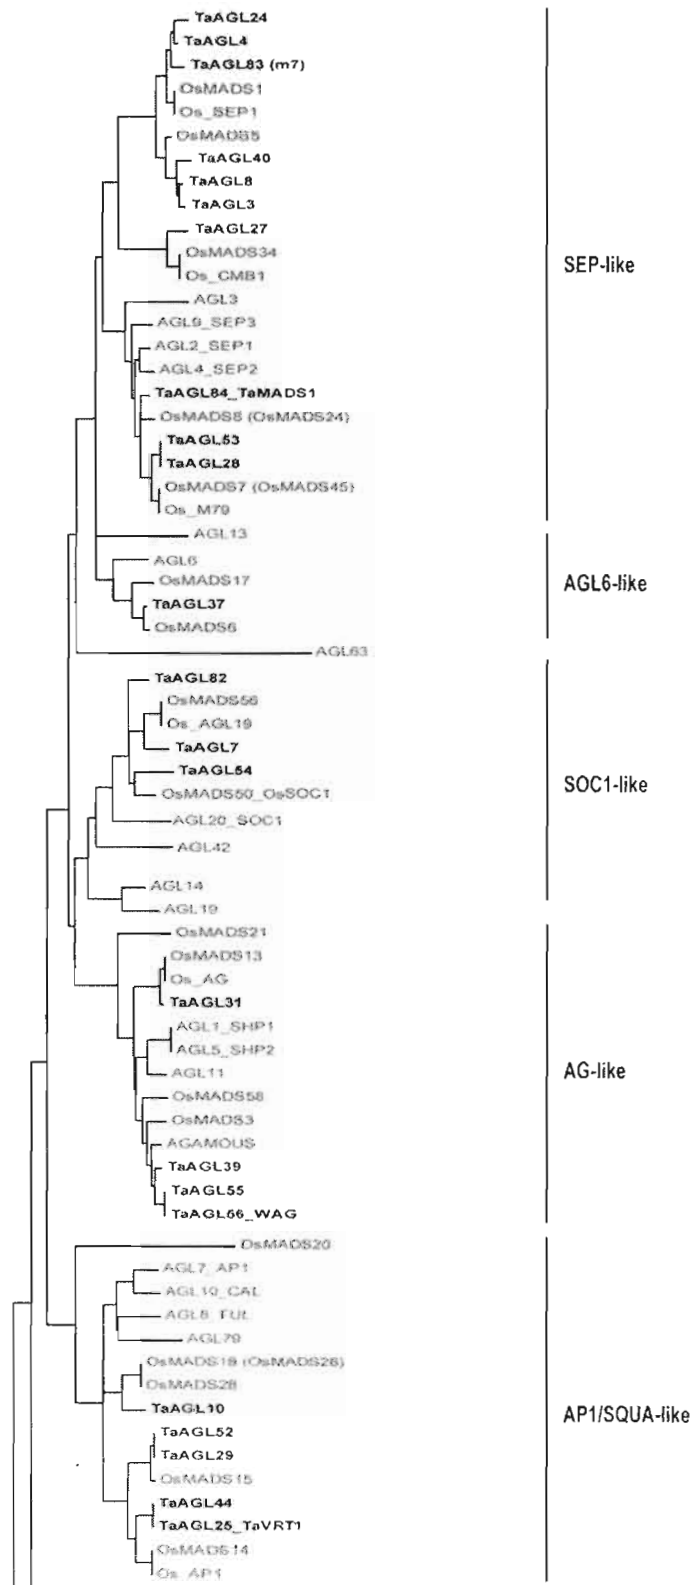 TaAGL24
TaAGL4
TaAGL83 (m7)
OsMADS1
Os_SEP1
OsMADS5
TaAGL40
TaAGL8
TaAGL3
TaAGL27
OsMADS34
Os_CMB1
SEP-like
AGL3
AGL9_SEP3
AGL2_SEP1
AGL4_SEP2
TaAGL84_TaMADS1
OsMADS8 (OsMADS24)
TaAGL53
TaAGL28
OsMADS7 (OsMADS45)
Os_M79
AGL13
AGL6
OsMADS17
AGL6-like
TaAGL37
OsMADS6
AGL63
TaAGL82
OsMADS56
Os_AGL19
TaAGL7
TaAGL54
SOC1-like
OsMADS50_OsSOC1
AGL20_SOC1
AGL42
AGL14
AGL19
OsMADS21
OsMADS13
Os_AG
TaAGL31
AGL1_SHP1
AGL5_SHP2
AG-like
AGL11
OsMADS58
OsMADS3
AGAMOUS
TaAGL39
TaAGL55
TaAGL56_WAG
OsMADS20
AGL7_AP1
AGL10_CAL
AGL8_FUL
AGL79
OsMADS18 (OsMADS28)
OsMADS28
TaAGL10
AP1/SQUA-like
TaAGL52
TaAGL29
OsMADS15
TaAGL44
TaAGL25_TaVRT1
OsMADS14
Os_AP1